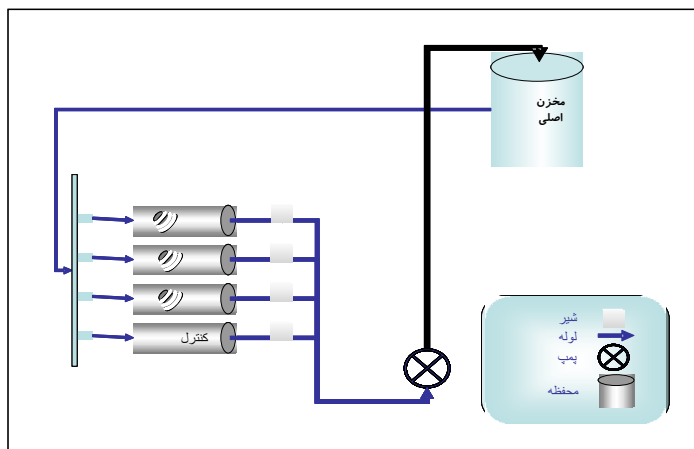 مخزن
اصلی
کنترل
شیر
لوله
پمپ
محفظه